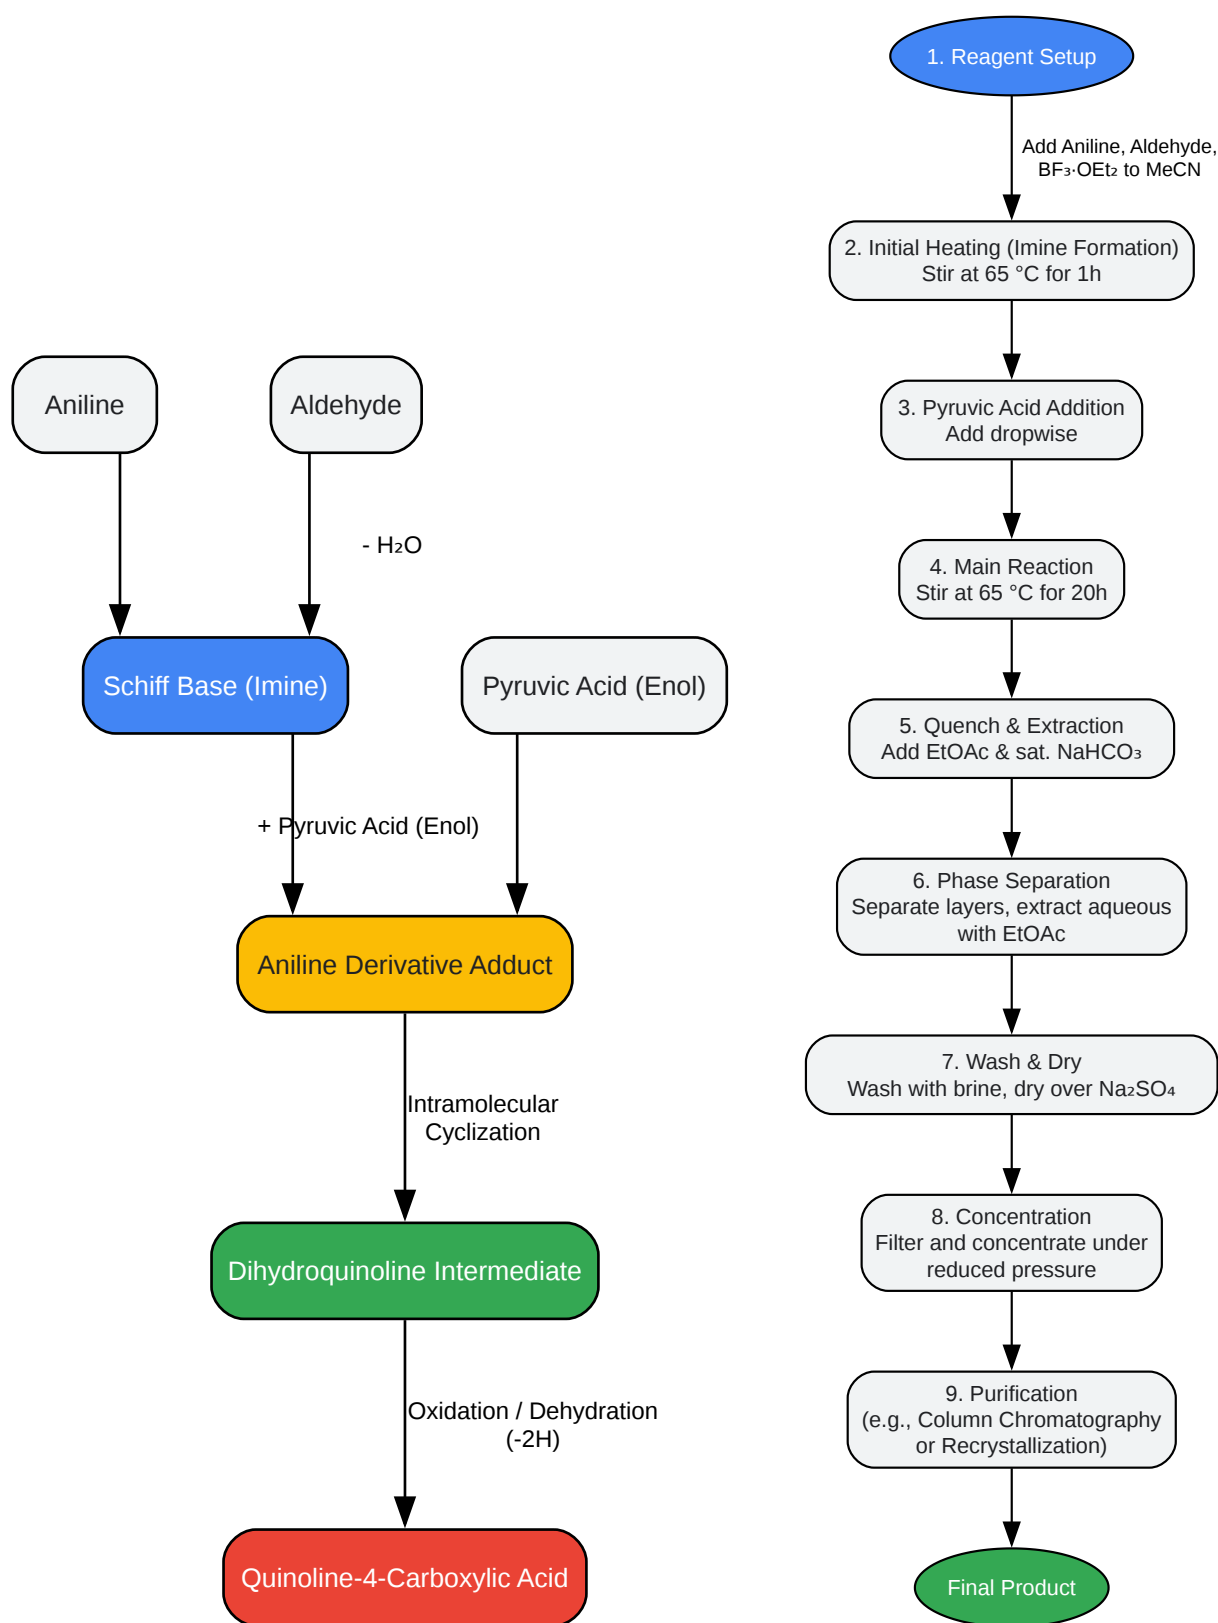 Aniline
Aldehyde
- H₂O
Schiff Base (Imine)
Pyruvic Acid (Enol)
+ Pyruvic Acid (Enol)
Aniline Derivative Adduct
Intramolecular
Cyclization
Dihydroquinoline Intermediate
Oxidation / Dehydration
(-2H)
Quinoline-4-Carboxylic Acid
1. Reagent Setup
Add Aniline, Aldehyde,
BF₃·OEt₂ to MeCN
2. Initial Heating (Imine Formation)
Stir at 65 °C for 1h
3. Pyruvic Acid Addition
Add dropwise
4. Main Reaction
Stir at 65 °C for 20h
5. Quench & Extraction
Add EtOAc & sat. NaHCO₃
6. Phase Separation
Separate layers, extract aqueous
with EtOAc
7. Wash & Dry
Wash with brine, dry over Na₂SO₄
8. Concentration
Filter and concentrate under
reduced pressure
9. Purification
(e.g., Column Chromatography
or Recrystallization)
Final Product